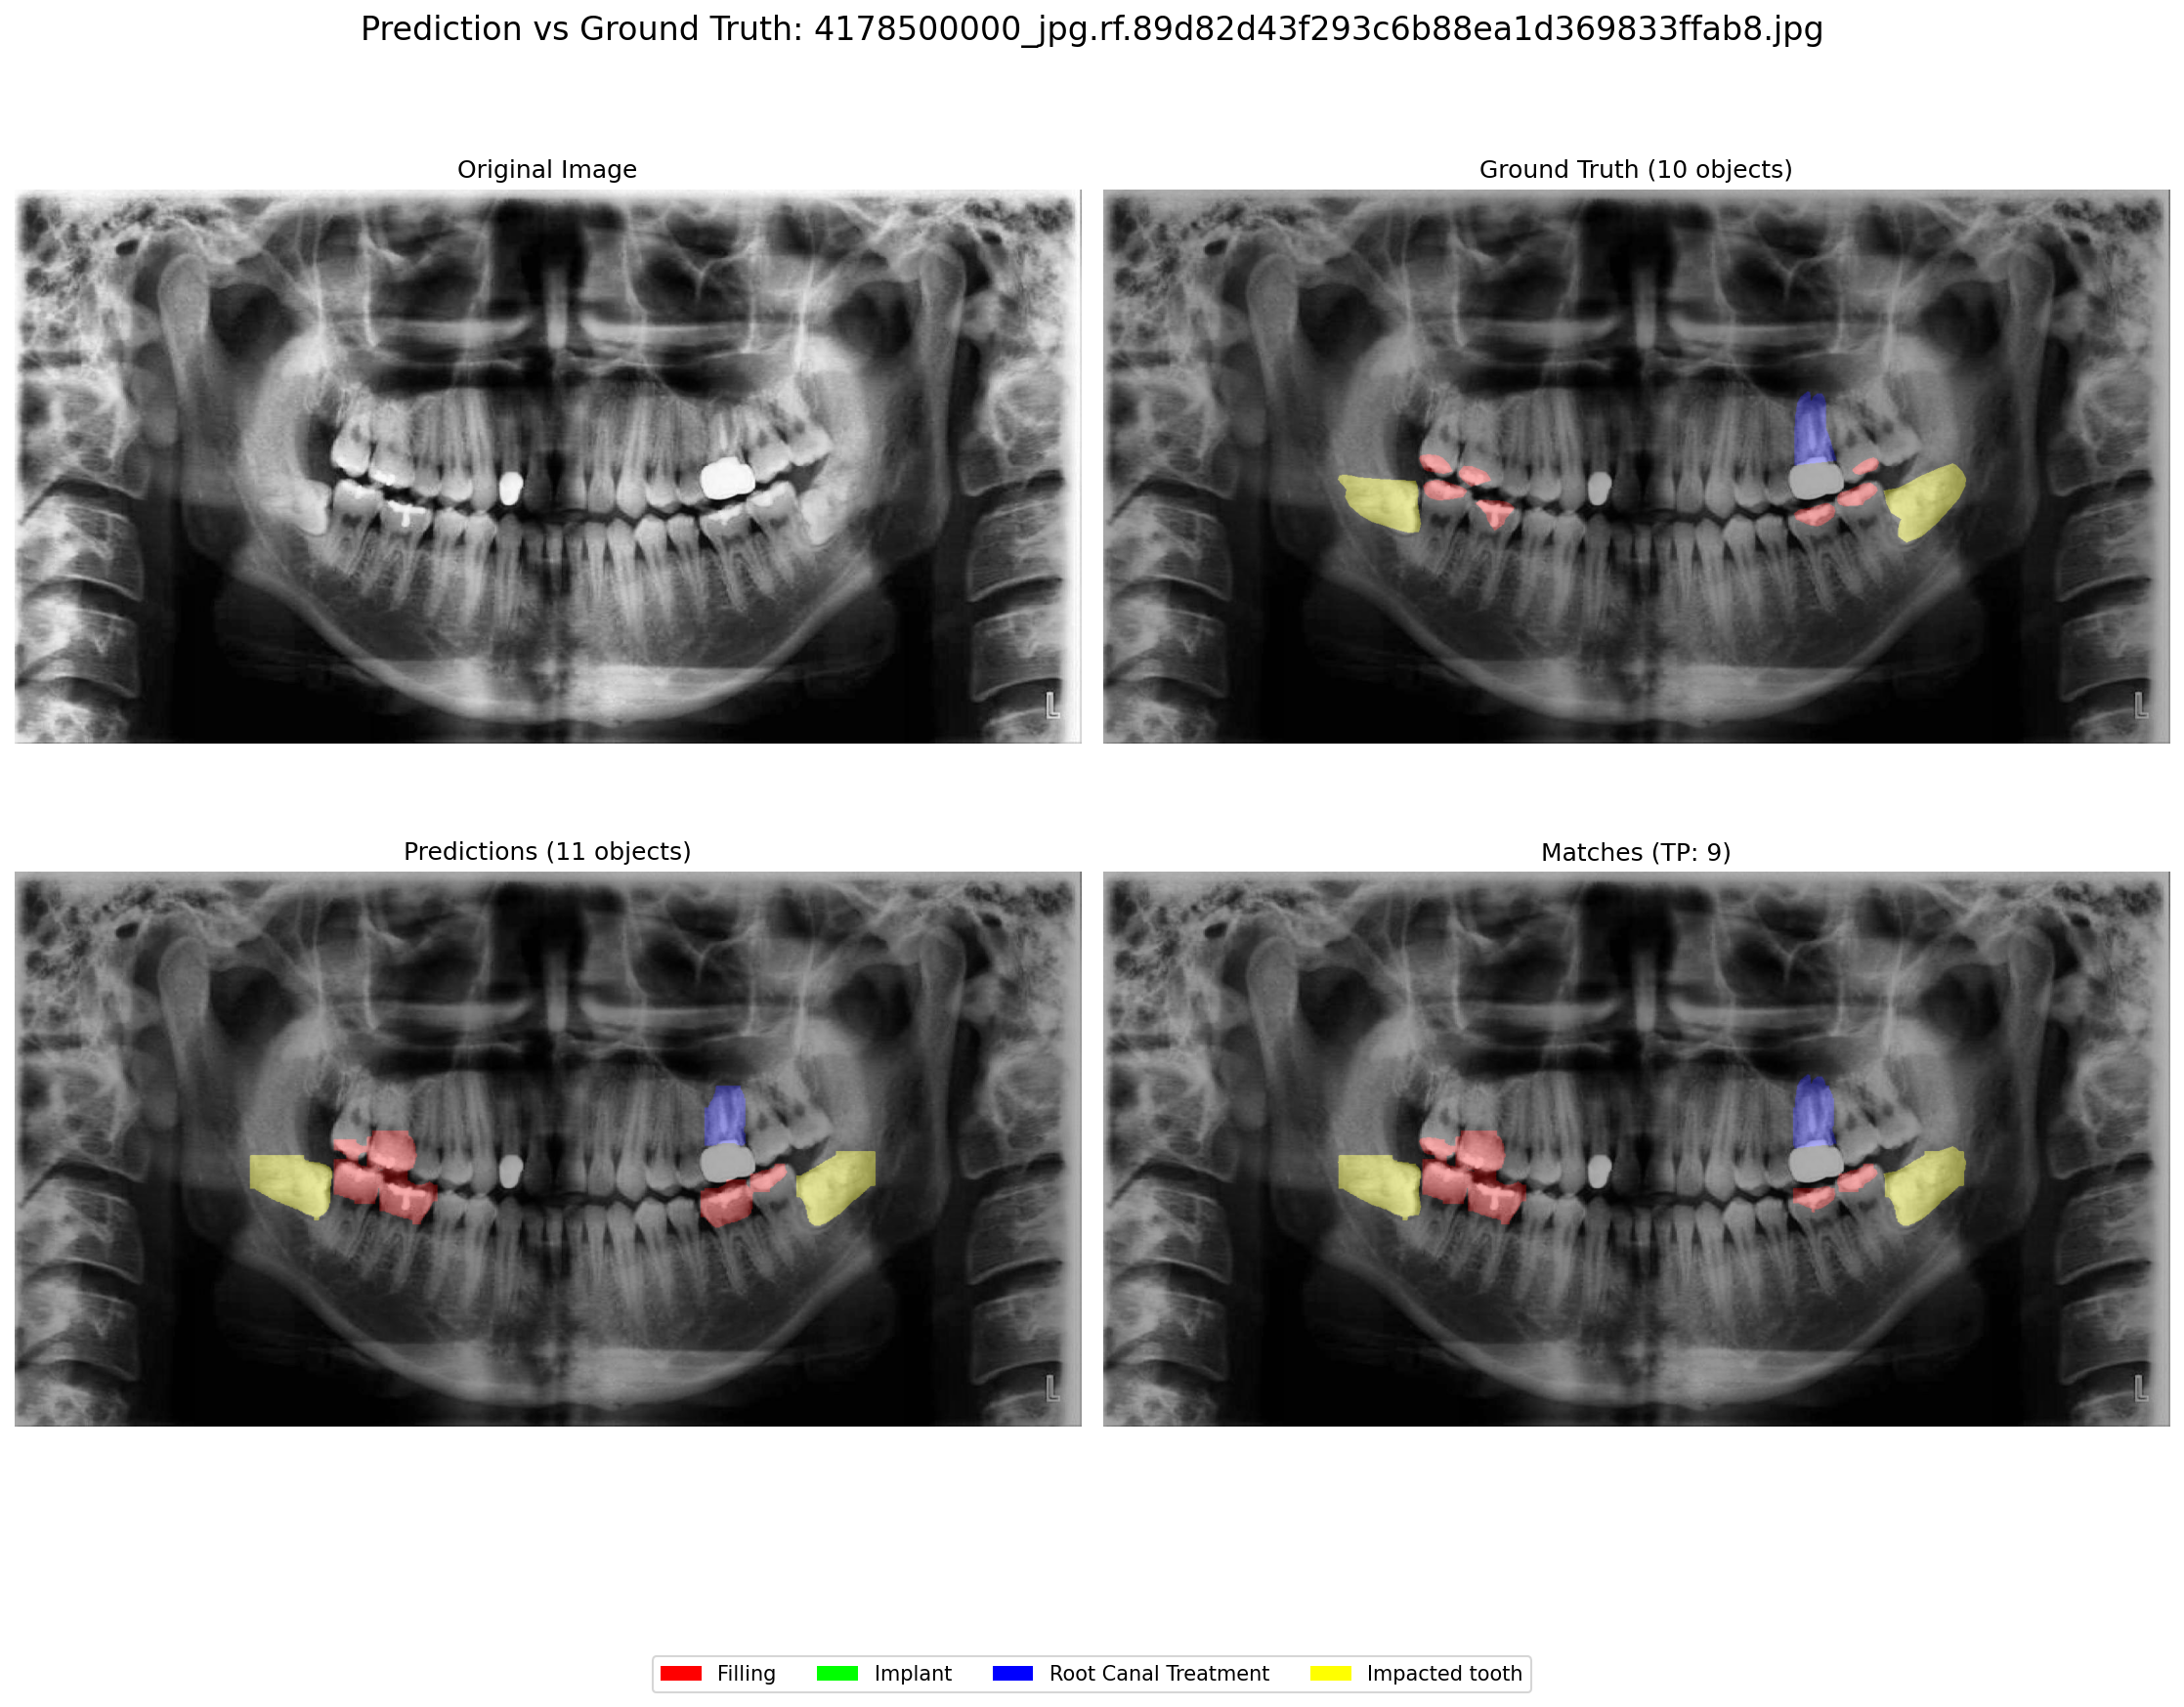 Prediction vs Ground Truth: 4178500000_jpg.rf.89d82d43f293c6b88ea1d369833ffab8.jpg
Original Image
Ground Truth (10 objects)
L
L
Predictions (11 objects)
Matches (TP: 9)
L
L
Filling
Implant
Root Canal Treatment
Impacted tooth